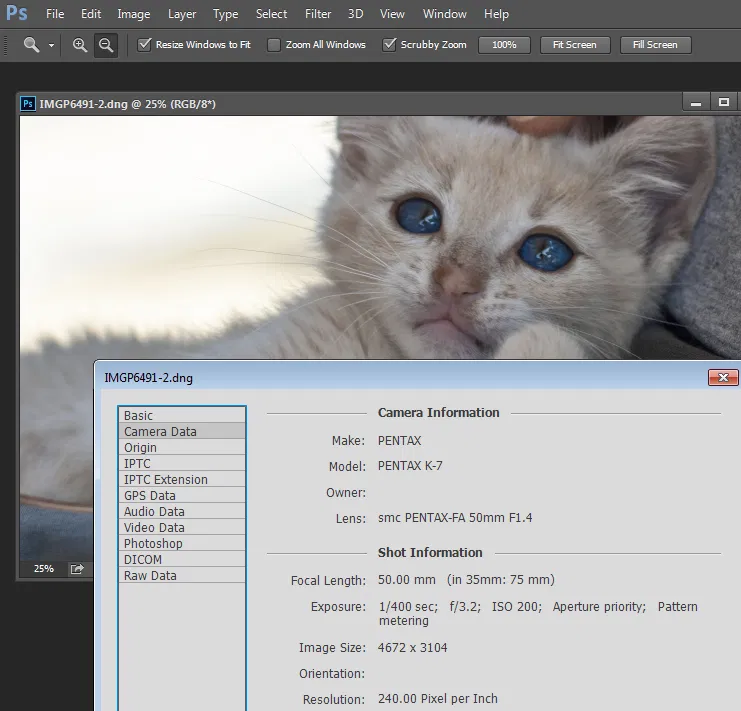 Ps File Edit Image Layer Type Select Filter 3D View Window Help
Resize Windows to Fit Zoom All Windows Scrubby Zoom 100% Fit Screen Fill Screen
Ps IMGP6491-2.dng @ 25% (RGB/8*)
IMGP6491-2.dng
Basic
Camera Data
Origin
IPTC
IPTC Extension
GPS Data
Audio Data
Video Data
Photoshop
DICOM
Raw Data
Camera Information
Make: PENTAX
Model: PENTAX K-7
Owner:
Lens: smc PENTAX-FA 50mm F1.4
Shot Information
Focal Length: 50.00 mm (in 35mm: 75 mm)
Exposure: 1/400 sec; f/3.2; ISO 200; Aperture priority; Pattern
metering
Image Size: 4672 x 3104
Orientation:
Resolution: 240.00 Pixel per Inch
25%